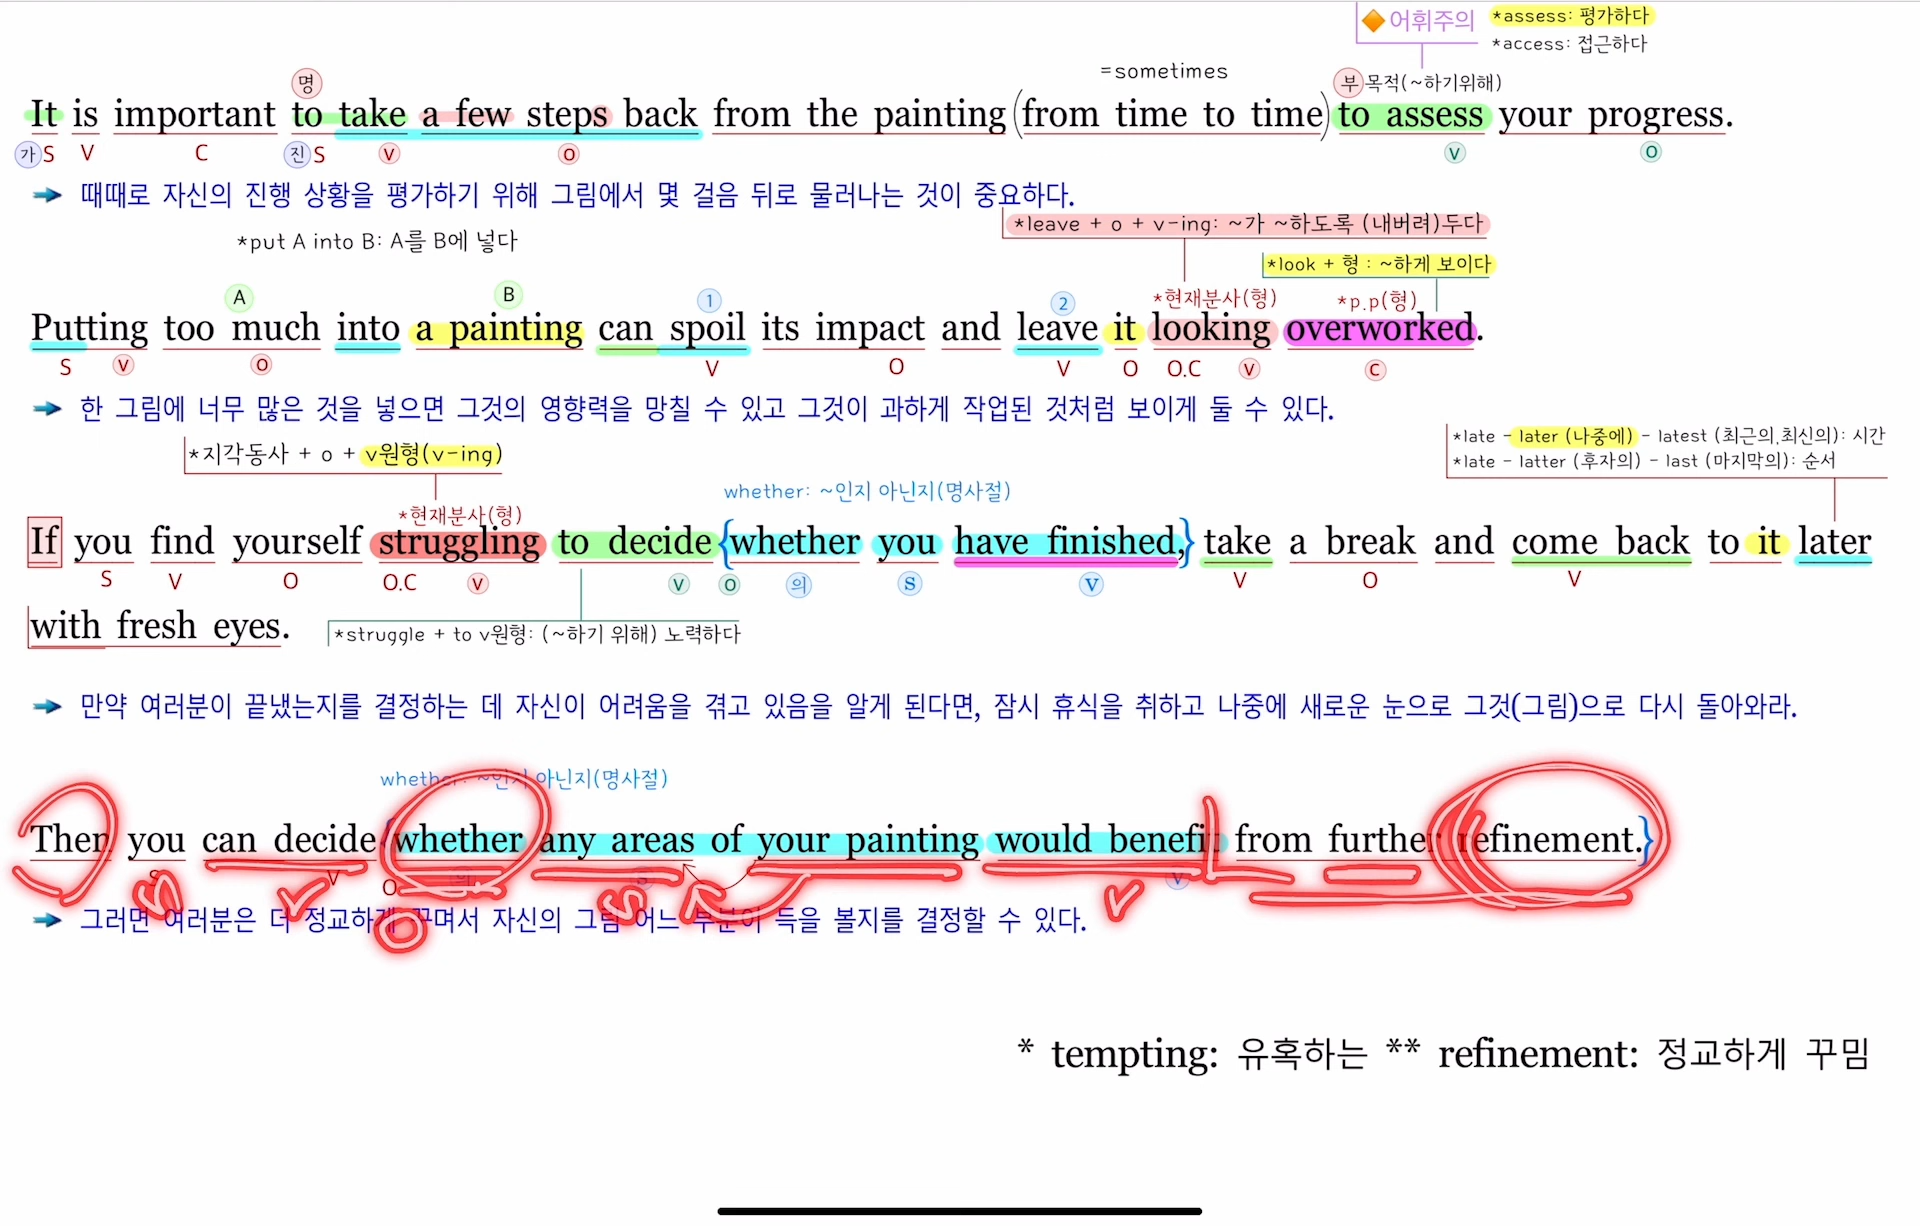 🔶어휘주의 *assess: 평가하다
*access: 접근하다
명 =sometimes 부 목적(~하기위해)
It is important to take a few steps back from the painting (from time to time) to assess your progress.
가 S V C 진 S v o v o
➡ 때때로 자신의 진행 상황을 평가하기 위해 그림에서 몇 걸음 뒤로 물러나는 것이 중요하다.
*leave + o + v-ing: ~가 ~하도록 (내버려)두다
*put A into B: A를 B에 넣다
*look + 형 : ~하게 보이다
A B 1 2 *현재분사(형) *p.p(형)
Putting too much into a painting can spoil its impact and leave it looking overworked.
S v o V O V O O.C v c
➡ 한 그림에 너무 많은 것을 넣으면 그것의 영향력을 망칠 수 있고 그것이 과하게 작업된 것처럼 보이게 둘 수 있다.
*late - later (나중에) - latest (최근의,최신의): 시간
*지각동사 + o + v원형(v-ing)
*late - latter (후자의) - last (마지막의): 순서
whether: ~인지 아닌지(명사절)
*현재분사(형)
If you find yourself struggling to decide {whether you have finished,} take a break and come back to it later
S V O O.C v v o 의 s v V O V
with fresh eyes.
*struggle + to v원형: (~하기 위해) 노력하다
➡ 만약 여러분이 끝냈는지를 결정하는 데 자신이 어려움을 겪고 있음을 알게 된다면, 잠시 휴식을 취하고 나중에 새로운 눈으로 그것(그림)으로 다시 돌아와라.
whether: ~인지 아닌지(명사절)
Then you can decide {whether any areas of your painting would benefit from further refinement.}
S V O 의 S V
S V O S V
➡ 그러면 여러분은 더 정교하게 꾸며서 자신의 그림 어느 부분이 득을 볼지를 결정할 수 있다.
* tempting: 유혹하는 ** refinement: 정교하게 꾸밈